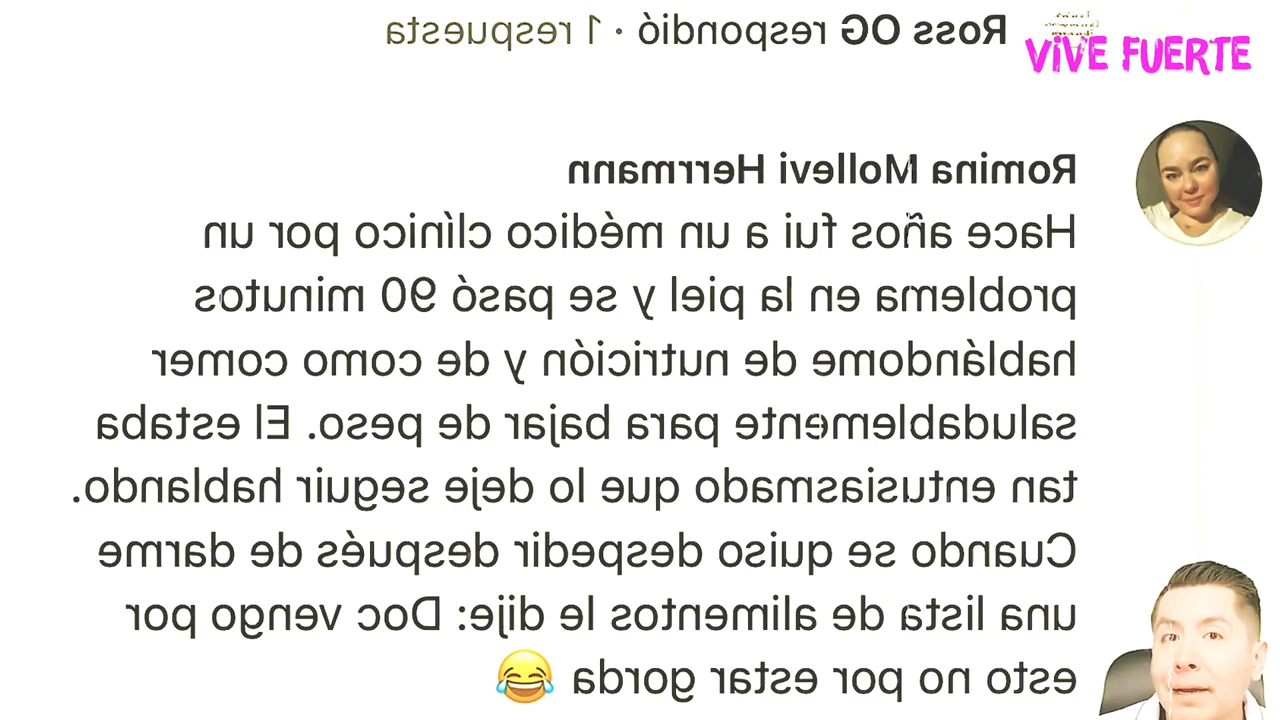 Ross OG respondió · 1 respuesta
VIVE FUERTE
Romina Mollevi Herrmann
Hace años fui a un médico clínico por un
problema en la piel y se pasó 90 minutos
hablándome de nutrición y de como comer
saludablemente para bajar de peso. El estaba
tan entusiasmado que lo deje seguir hablando.
Cuando se quiso despedir después de darme
una lista de alimentos le dije: Doc vengo por
esto no por estar gorda 😂